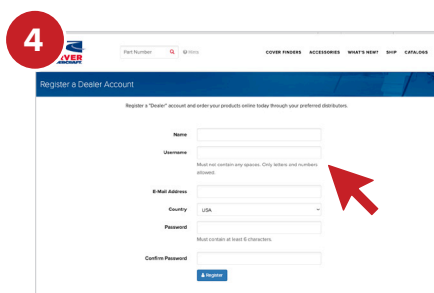 4
Part Number
Home
COVER FINDERS ACCESSORIES WHAT'S NEW? SHIP CATALOGS
Register a Dealer Account
Register a "Dealer" account and order your products online today through your preferred distributors.
Name
Username
Must not contain any spaces. Only letters and numbers
allowed.
E-Mail Address
Country
USA
Password
Must contain at least 6 characters.
Confirm Password
Register